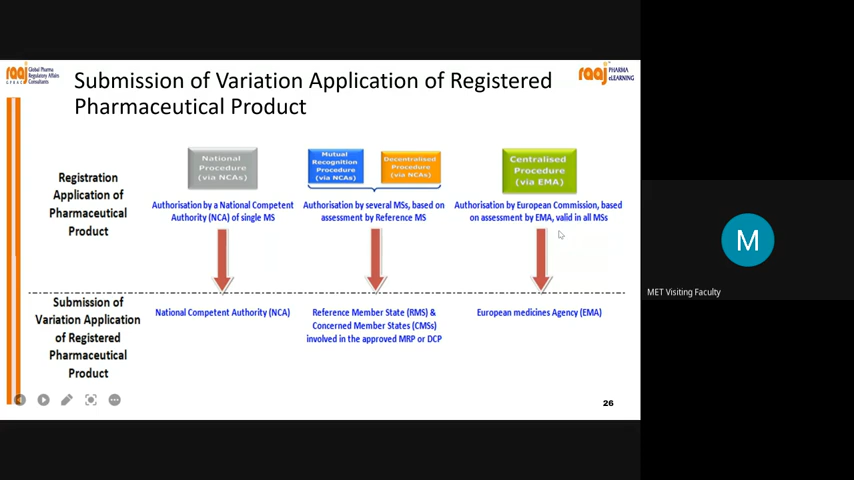 raaj
Global Pharma
Regulatory Affairs
Consultants
Submission of Variation Application of Registered
Pharmaceutical Product
raaj PHARMA
eLEARNING
National
Procedure
(via NCAs)
Mutual
Recognition
Procedure
(via NCAs)
Decentralised
Procedure
(via NCAs)
Centralised
Procedure
(via EMA)
Registration
Application of
Pharmaceutical
Product
Authorisation by a National Competent
Authority (NCA) of single MS
Authorisation by several MSs, based on
assessment by Reference MS
Authorisation by European Commission, based
on assessment by EMA, valid in all MSs
Submission of
Variation Application
of Registered
Pharmaceutical
Product
National Competent Authority (NCA)
Reference Member State (RMS) &
Concerned Member States (CMSs)
involved in the approved MRP or DCP
European medicines Agency (EMA)
26
M
MET Visiting Faculty